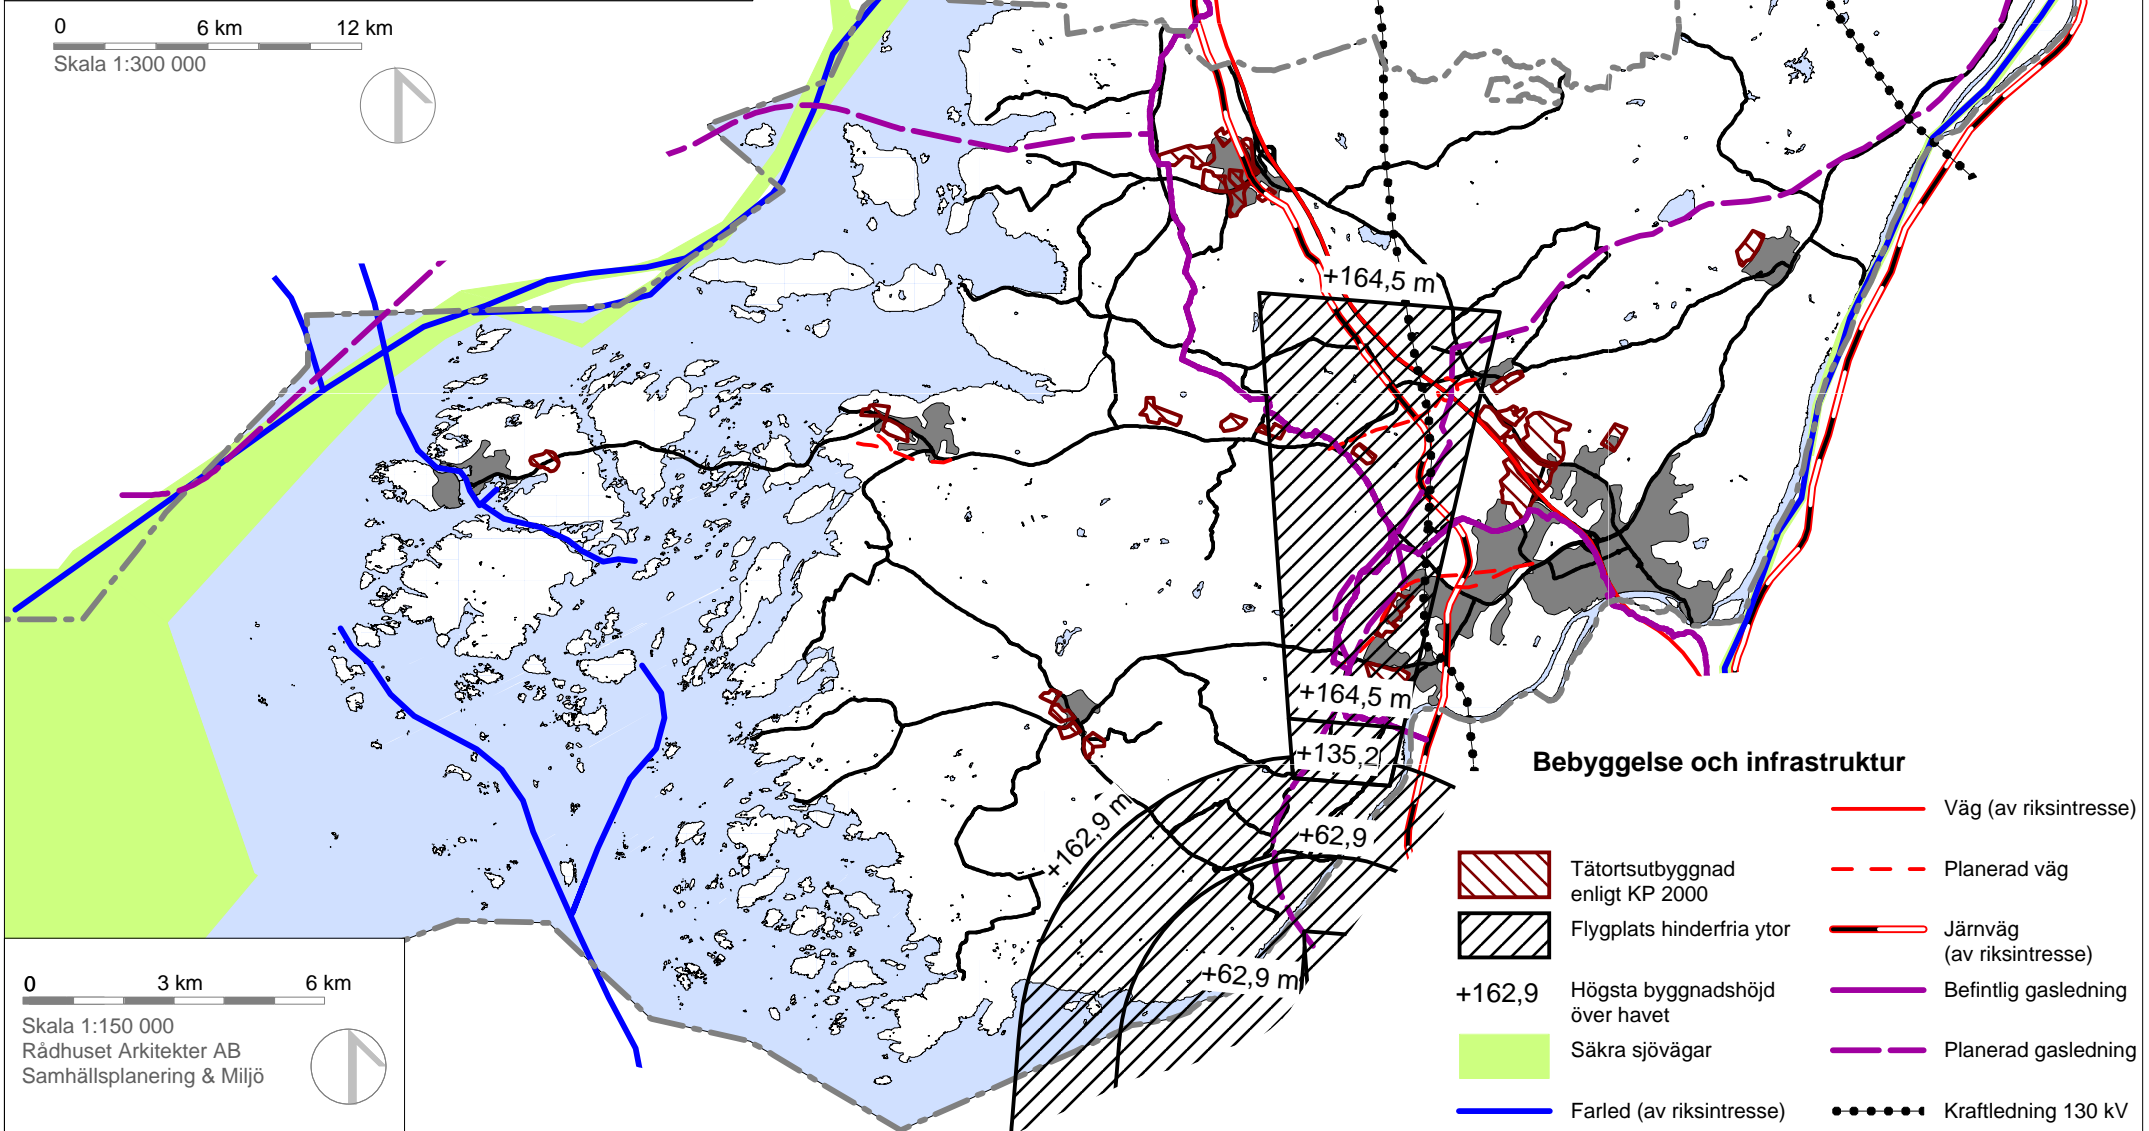 0 6 km 12 km
Skala 1:300 000
+164,5 m
+164,5 m
+135,2
+162,9 m
+62,9
+62,9 m
0 3 km 6 km
Skala 1:150 000
Rådhuset Arkitekter AB
Samhällsplanering & Miljö
Bebyggelse och infrastruktur
Tätortsutbyggnad
enligt KP 2000
Flygplats hinderfria ytor
+162,9 Högsta byggnadshöjd
över havet
Säkra sjövägar
Farled (av riksintresse)
Väg (av riksintresse)
Planerad väg
Järnväg
(av riksintresse)
Befintlig gasledning
Planerad gasledning
Kraftledning 130 kV